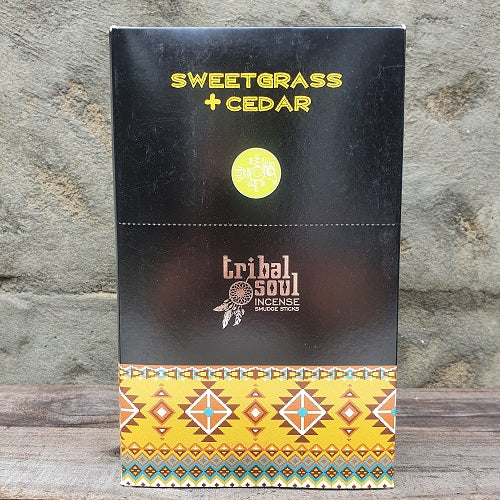 SWEETGRASS
+ CEDAR
tribal
soul
INCENSE
SMUDGE STICKS